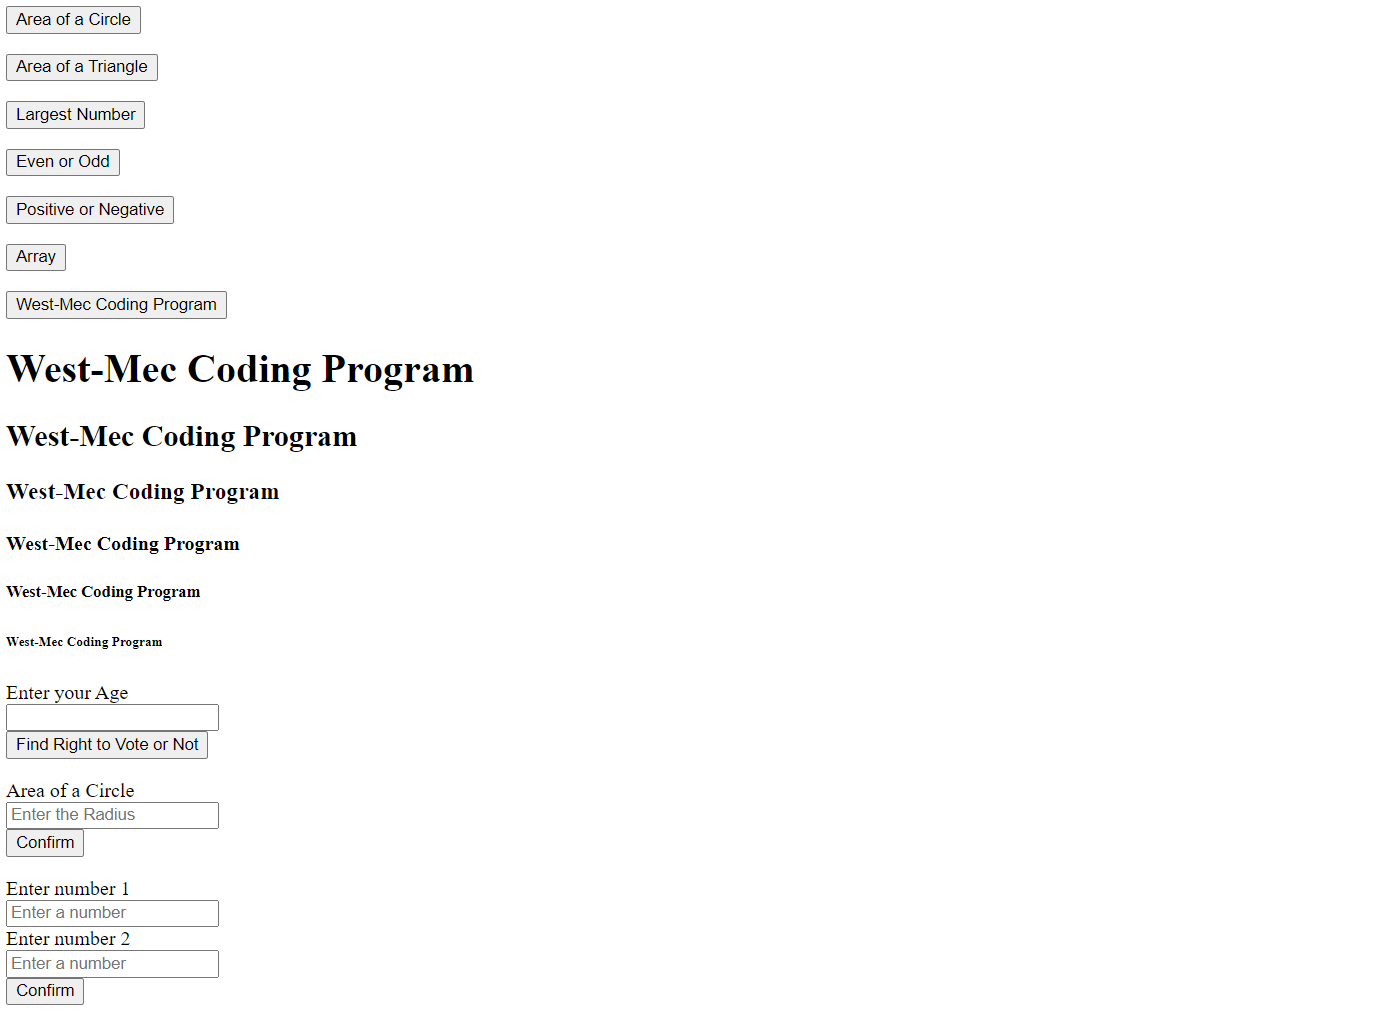 Area of a Circle
Area of a Triangle
Largest Number
Even or Odd
Positive or Negative
Array
West-Mec Coding Program
West-Mec Coding Program
West-Mec Coding Program
West-Mec Coding Program
West-Mec Coding Program
West-Mec Coding Program
West-Mec Coding Program
Enter your Age
Find Right to Vote or Not
Area of a Circle
Enter the Radius
Confirm
Enter number 1
Enter a number
Enter number 2
Enter a number
Confirm